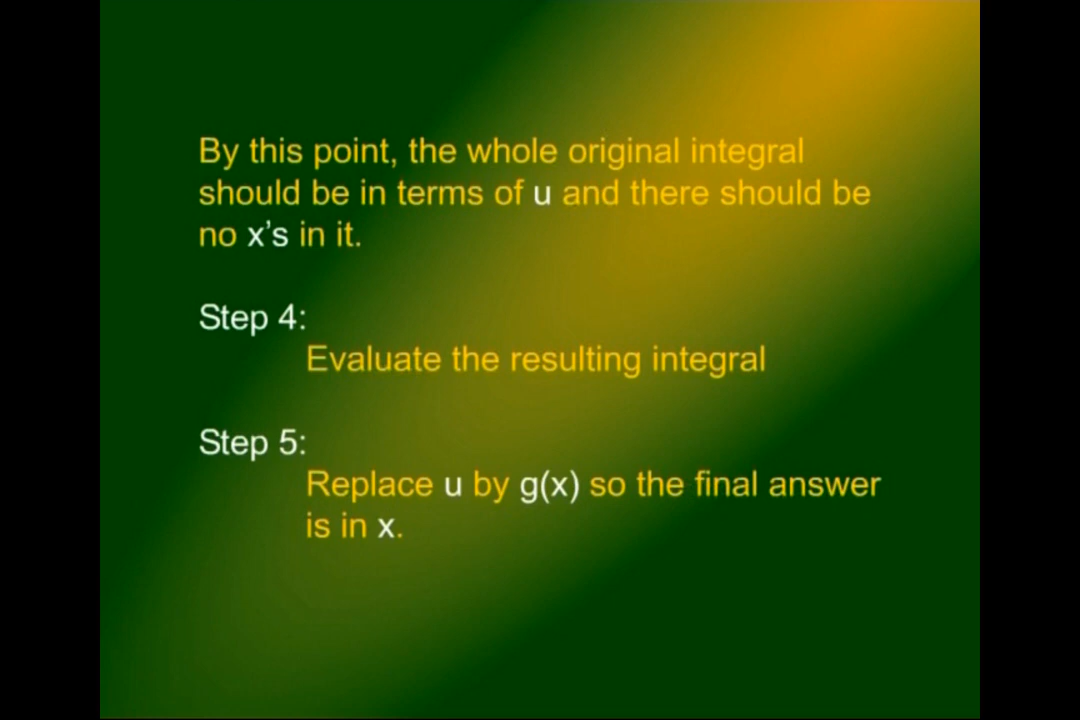 By this point, the whole original integral
should be in terms of u and there should be
no x’s in it.
Step 4:
Evaluate the resulting integral
Step 5:
Replace u by g(x) so the final answer
is in x.